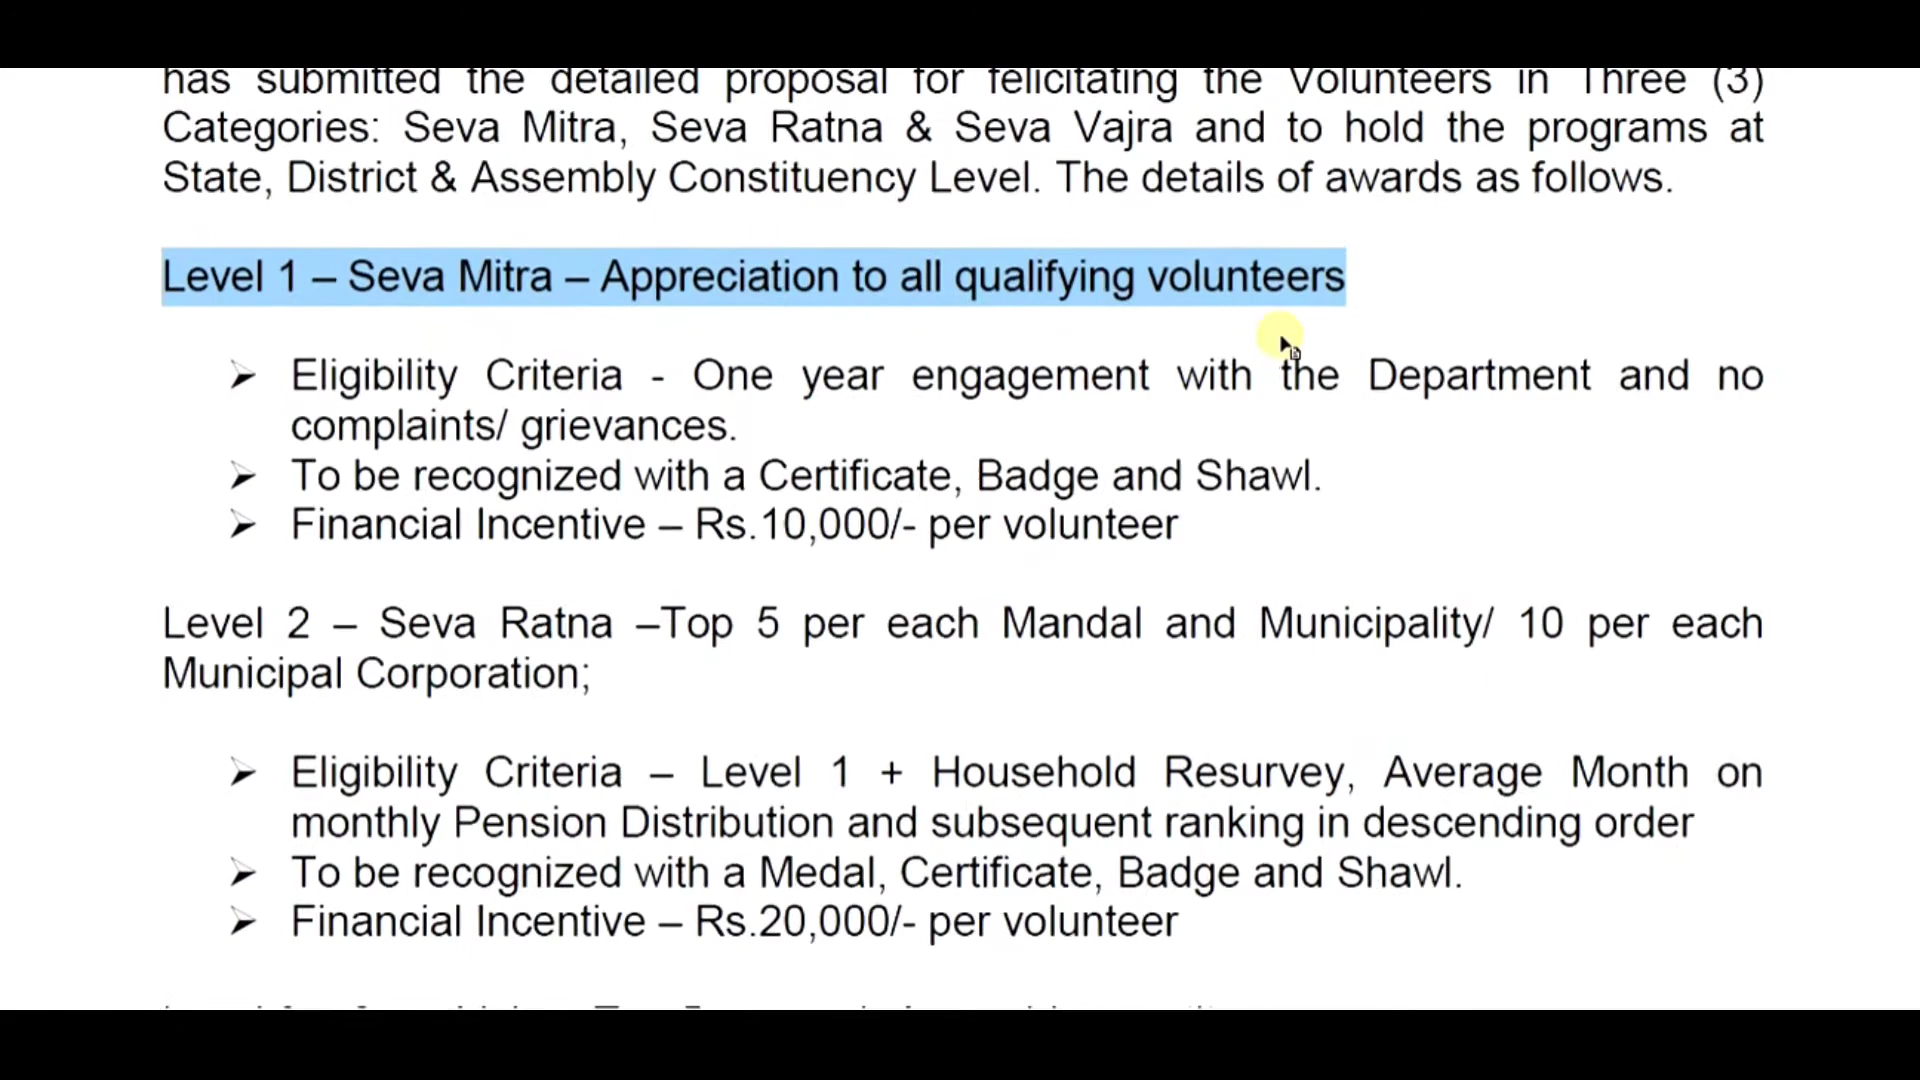 has submitted the detailed proposal for felicitating the Volunteers in Three (3)
Categories: Seva Mitra, Seva Ratna & Seva Vajra and to hold the programs at
State, District & Assembly Constituency Level. The details of awards as follows.
Level 1 – Seva Mitra – Appreciation to all qualifying volunteers
➢ Eligibility Criteria - One year engagement with the Department and no
complaints/ grievances.
➢ To be recognized with a Certificate, Badge and Shawl.
➢ Financial Incentive – Rs.10,000/- per volunteer
Level 2 – Seva Ratna –Top 5 per each Mandal and Municipality/ 10 per each
Municipal Corporation;
➢ Eligibility Criteria – Level 1 + Household Resurvey, Average Month on
monthly Pension Distribution and subsequent ranking in descending order
➢ To be recognized with a Medal, Certificate, Badge and Shawl.
➢ Financial Incentive – Rs.20,000/- per volunteer